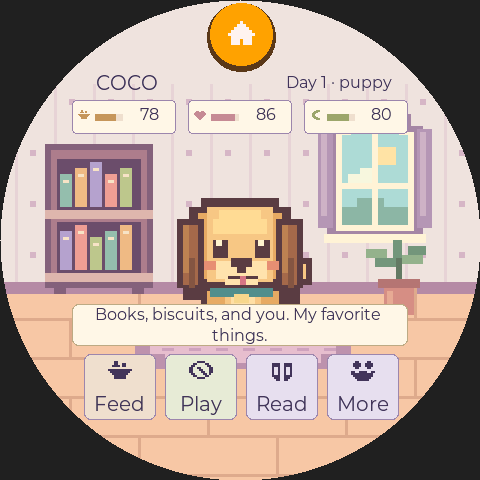 COCO
Day 1 · puppy
78
86
80
Books, biscuits, and you. My favorite
things.
Feed
Play
Read
More